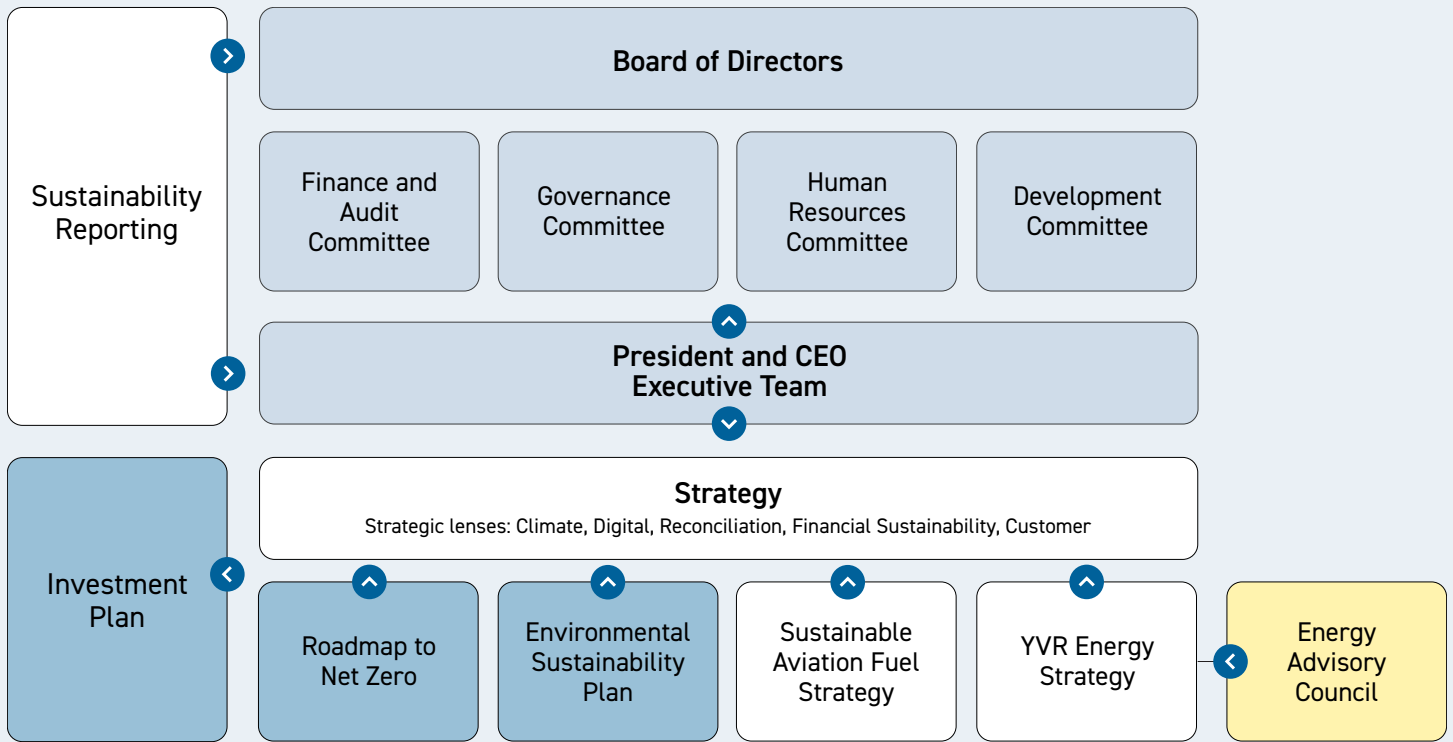 Sustainability
Reporting
Board of Directors
Finance and
Audit
Committee
Governance
Committee
Human
Resources
Committee
Development
Committee
President and CEO
Executive Team
Investment
Plan
Strategy
Strategic lenses: Climate, Digital, Reconciliation, Financial Sustainability, Customer
Roadmap to
Net Zero
Environmental
Sustainability
Plan
Sustainable
Aviation Fuel
Strategy
YVR Energy
Strategy
Energy
Advisory
Council